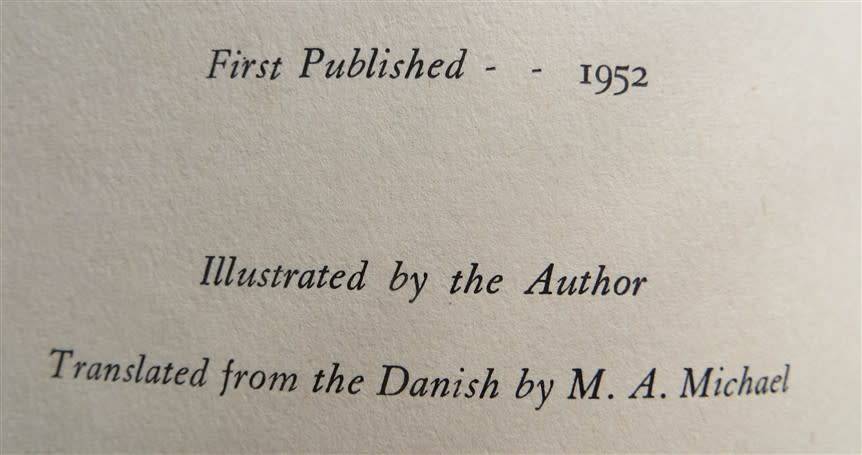 First Published - - 1952
Illustrated by the Author
Translated from the Danish by M. A. Michael